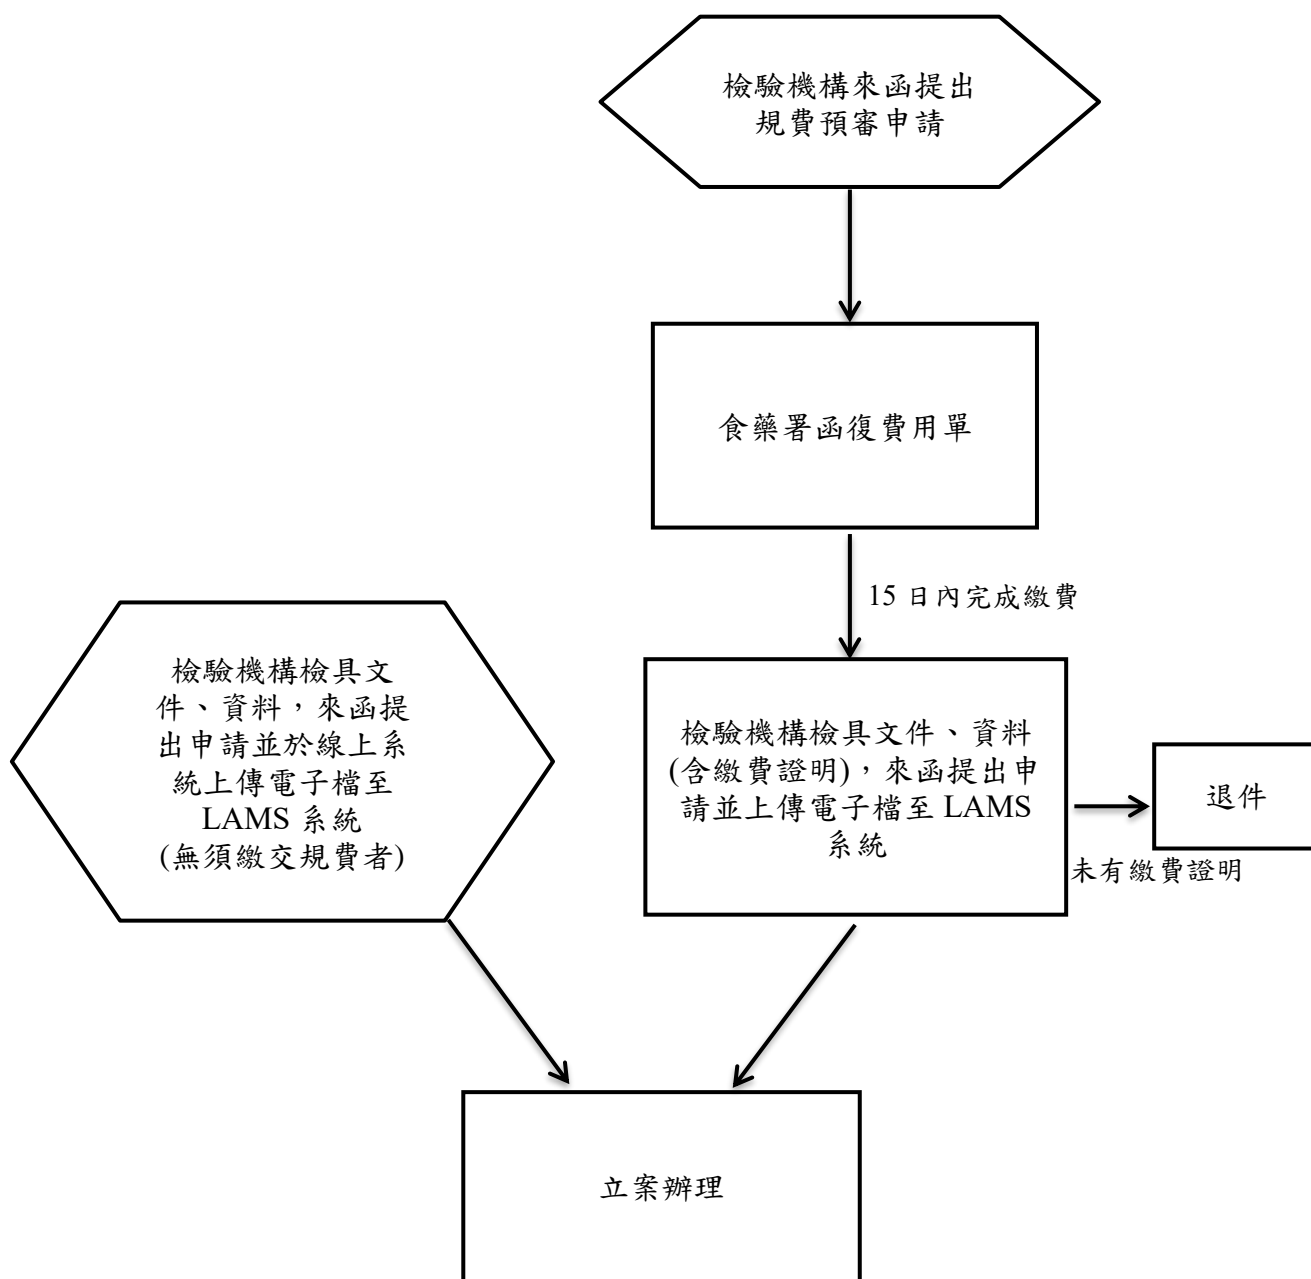 檢驗機構來函提出
規費預審申請
食藥署函復費用單
15 日內完成繳費
檢驗機構檢具文
件、資料，來函提
出申請並於線上系
統上傳電子檔至
LAMS 系統
(無須繳交規費者)
檢驗機構檢具文件、資料
(含繳費證明)，來函提出申
請並上傳電子檔至 LAMS
系統
退件
未有繳費證明
立案辦理